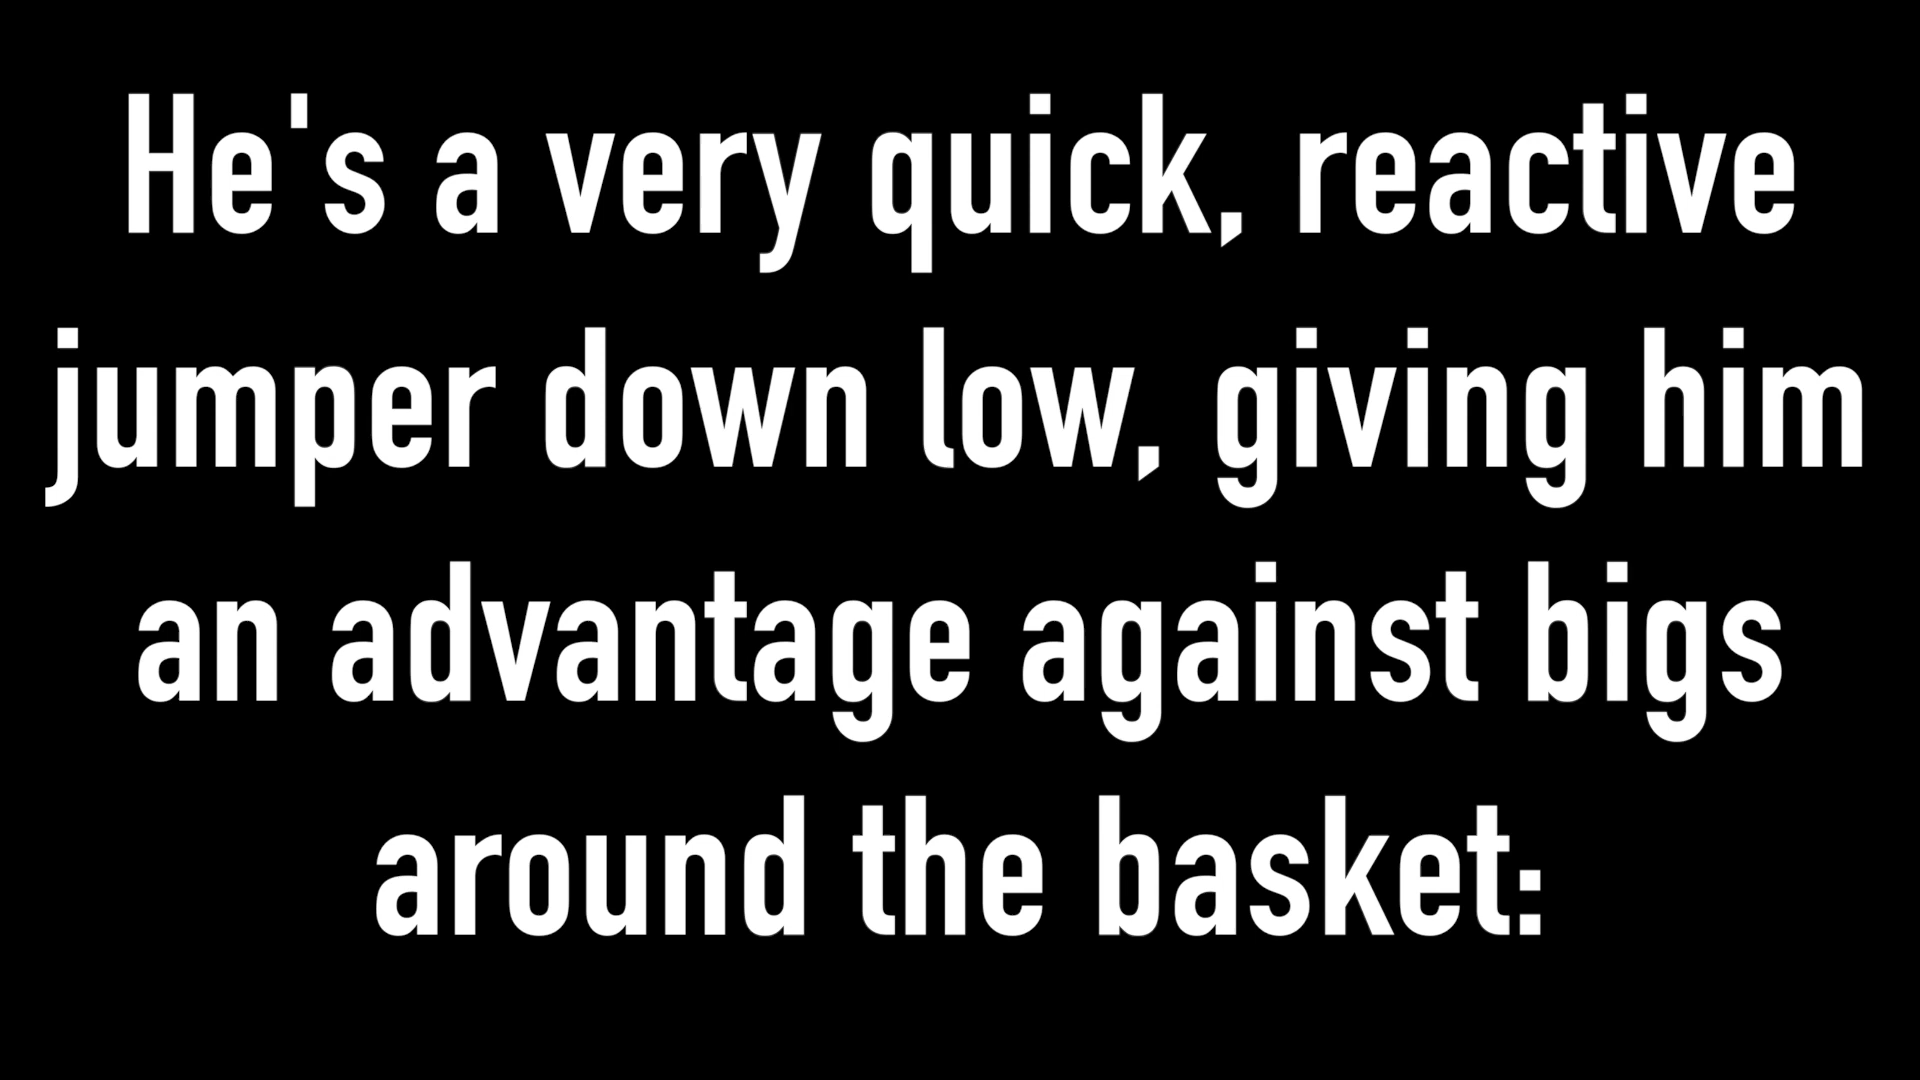 He's a very quick, reactive
jumper down low, giving him
an advantage against bigs
around the basket: